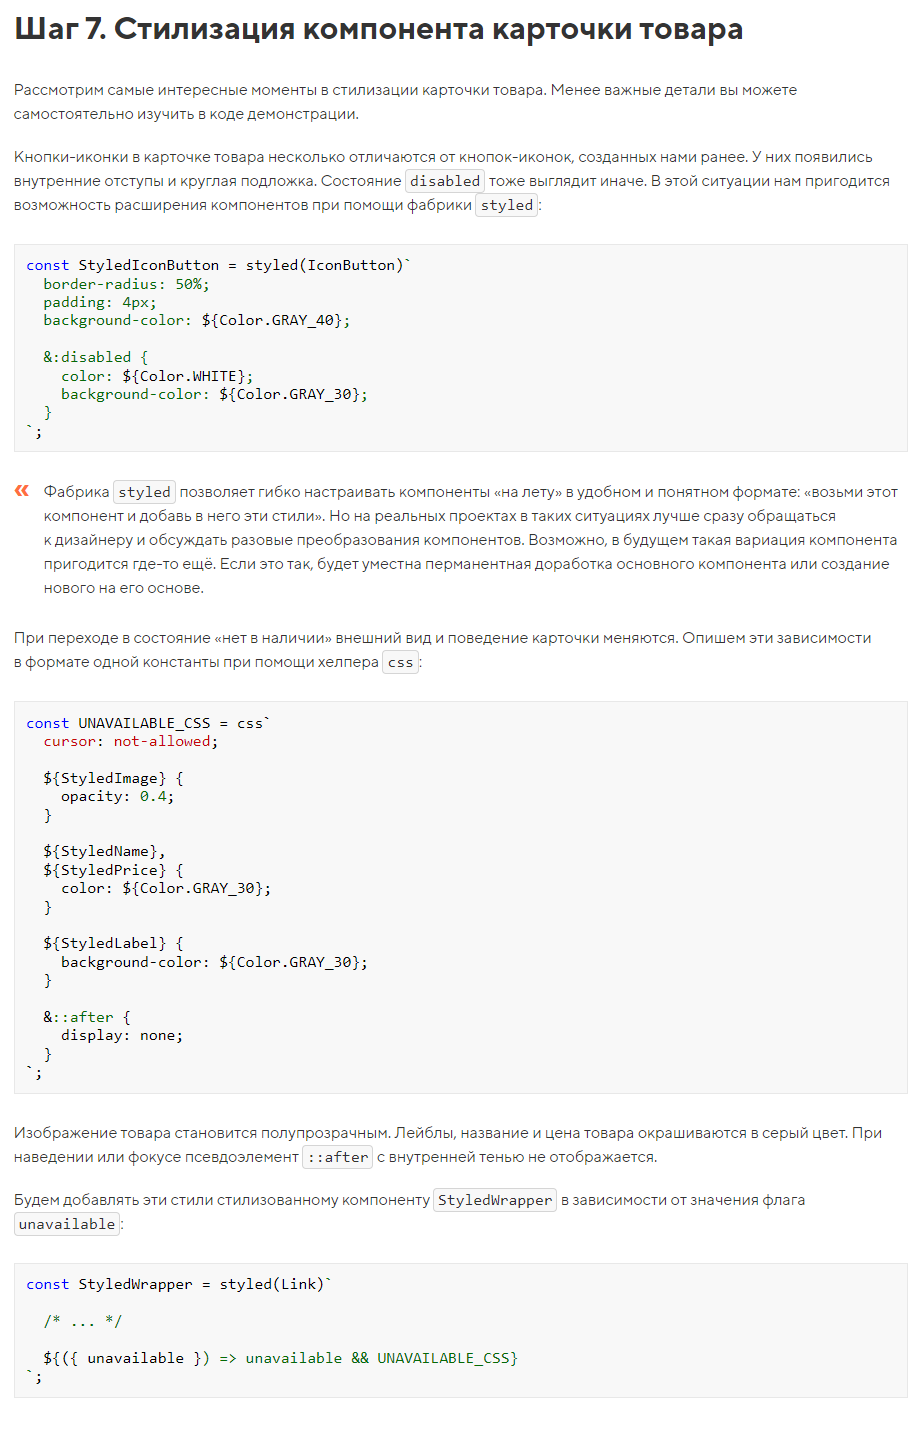 Шаг 7. Стилизация компонента карточки товара
Рассмотрим самые интересные моменты в стилизации карточки товара. Менее важные детали вы можете
самостоятельно изучить в коде демонстрации.
Кнопки-иконки в карточке товара несколько отличаются от кнопок-иконок, созданных нами ранее. У них появились
внутренние отступы и круглая подложка. Состояние disabled тоже выглядит иначе. В этой ситуации нам пригодится
возможность расширения компонентов при помощи фабрики styled:
const StyledIconButton = styled(IconButton)`
  border-radius: 50%;
  padding: 4px;
  background-color: ${Color.GRAY_40};
  &:disabled {
    color: ${Color.WHITE};
    background-color: ${Color.GRAY_30};
  }
`;
« Фабрика styled позволяет гибко настраивать компоненты «на лету» в удобном и понятном формате: «возьми этот
компонент и добавь в него эти стили». Но на реальных проектах в таких ситуациях лучше сразу обращаться
к дизайнеру и обсуждать разовые преобразования компонентов. Возможно, в будущем такая вариация компонента
пригодится где-то ещё. Если это так, будет уместна перманентная доработка основного компонента или создание
нового на его основе.
При переходе в состояние «нет в наличии» внешний вид и поведение карточки меняются. Опишем эти зависимости
в формате одной константы при помощи хелпера css:
const UNAVAILABLE_CSS = css`
  cursor: not-allowed;
  ${StyledImage} {
    opacity: 0.4;
  }
  ${StyledName},
  ${StyledPrice} {
    color: ${Color.GRAY_30};
  }
  ${StyledLabel} {
    background-color: ${Color.GRAY_30};
  }
  &::after {
    display: none;
  }
`;
Изображение товара становится полупрозрачным. Лейблы, название и цена товара окрашиваются в серый цвет. При
наведении или фокусе псевдоэлемент ::after с внутренней тенью не отображается.
Будем добавлять эти стили стилизованному компоненту StyledWrapper в зависимости от значения флага
unavailable:
const StyledWrapper = styled(Link)`
  /* ... */
  ${({ unavailable }) => unavailable && UNAVAILABLE_CSS}
`;